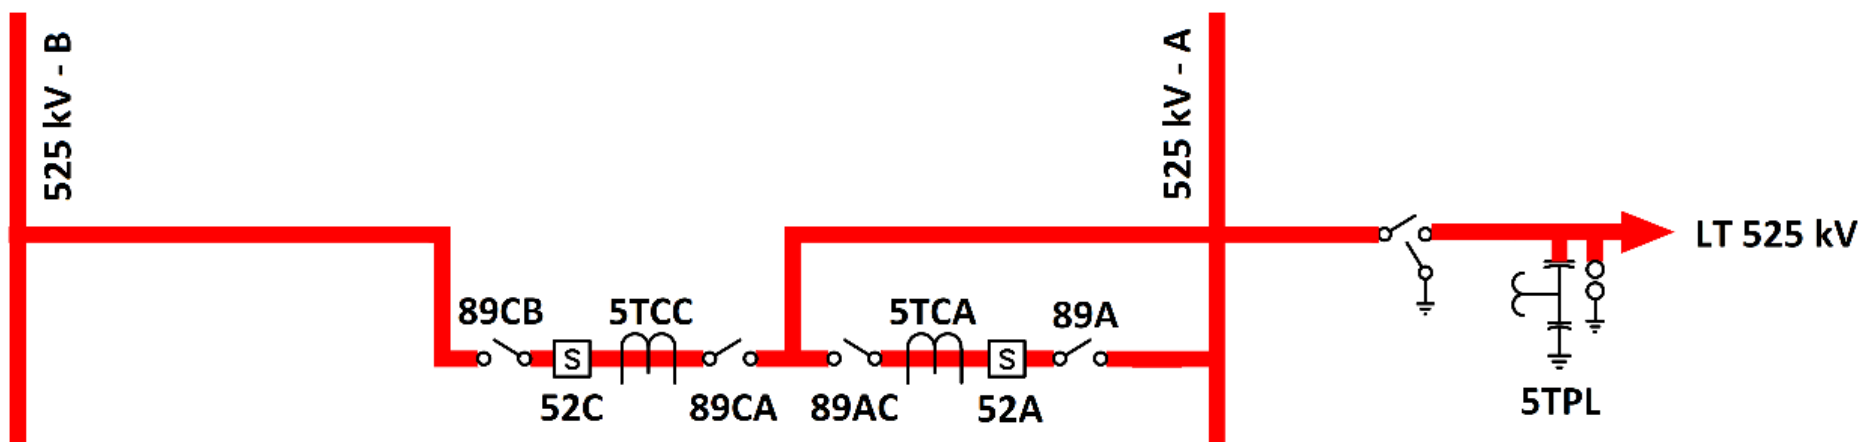 525 kV - B
525 kV - A
LT 525 kV
89CB
5TCC
5TCA
89A
S
S
52C
89CA
89AC
52A
5TPL